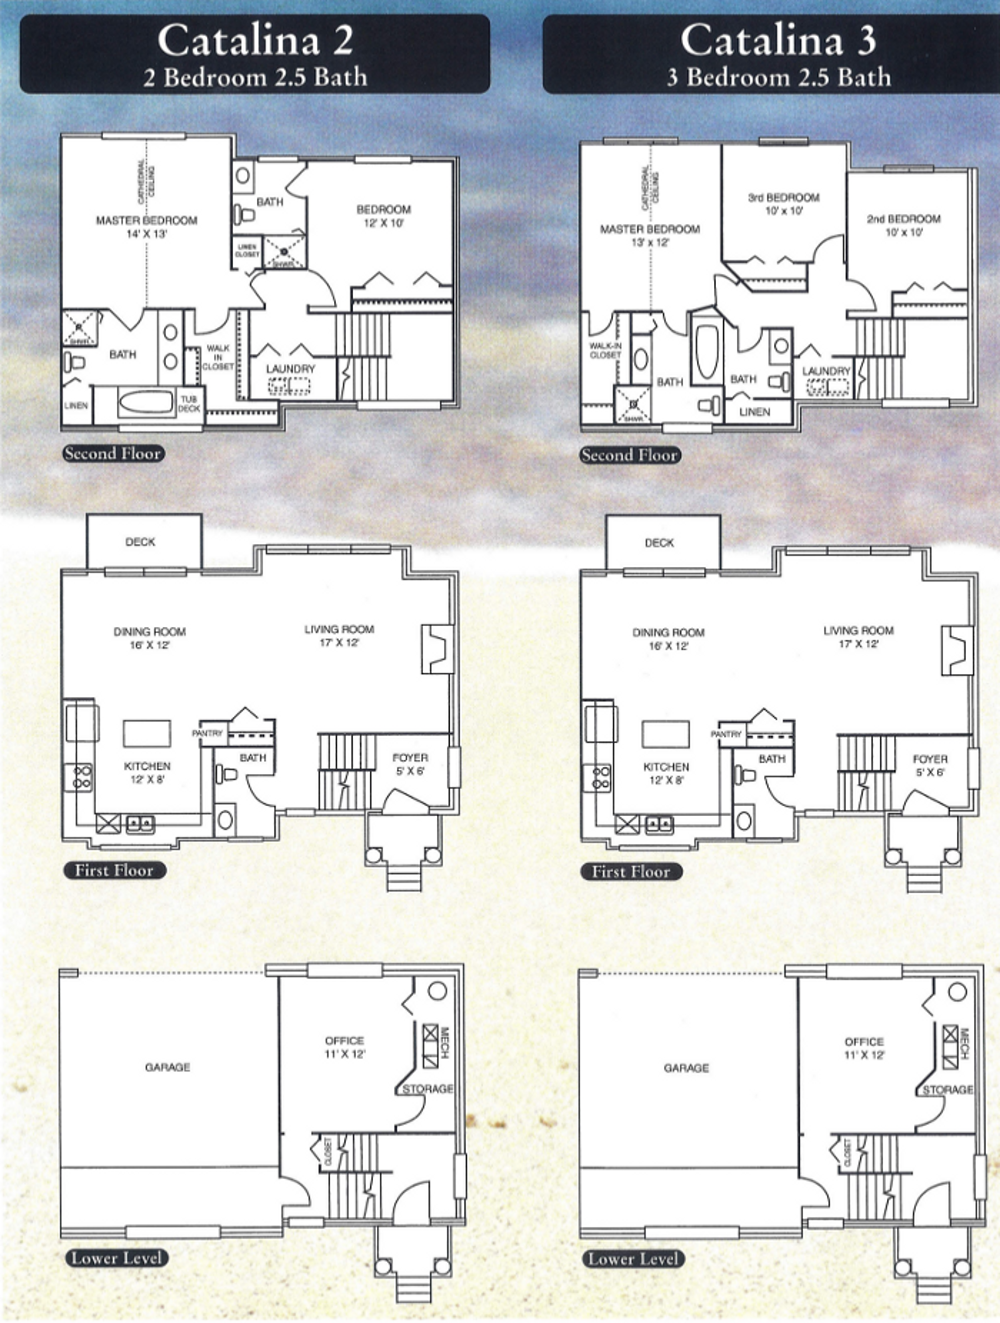 Catalina 2
2 Bedroom 2.5 Bath
CATHEDRAL
CEILING
MASTER BEDROOM
14' X 13'
BATH
BEDROOM
12' X 10'
LINEN
CLOSET
SHWR
SHWR
BATH
WALK
IN
CLOSET
LAUNDRY
LINEN
TUB
DECK
Second Floor
DECK
DINING ROOM
16' X 12'
LIVING ROOM
17' X 12'
PANTRY
BATH
KITCHEN
12' X 8'
FOYER
5' X 6'
First Floor
GARAGE
OFFICE
11' X 12'
MECH
STORAGE
CLOSET
Lower Level
Catalina 3
3 Bedroom 2.5 Bath
CATHEDRAL
CEILING
MASTER BEDROOM
13' x 12'
3rd BEDROOM
10' x 10'
2nd BEDROOM
10' x 10'
WALK-IN
CLOSET
BATH
BATH
LAUNDRY
SHWR
LINEN
Second Floor
DECK
DINING ROOM
16' X 12'
LIVING ROOM
17' X 12'
PANTRY
BATH
KITCHEN
12' X 8'
FOYER
5' X 6'
First Floor
GARAGE
OFFICE
11' X 12'
MECH
STORAGE
CLOSET
Lower Level